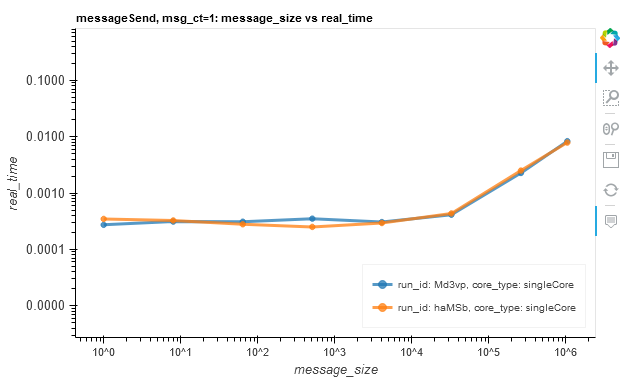 messageSend, msg_ct=1: message_size vs real_time
0.1000
0.0100
0.0010
0.0001
0.0000
real_time
10^0
10^1
10^2
10^3
10^4
10^5
10^6
message_size
run_id: Md3vp, core_type: singleCore
run_id: haMSb, core_type: singleCore